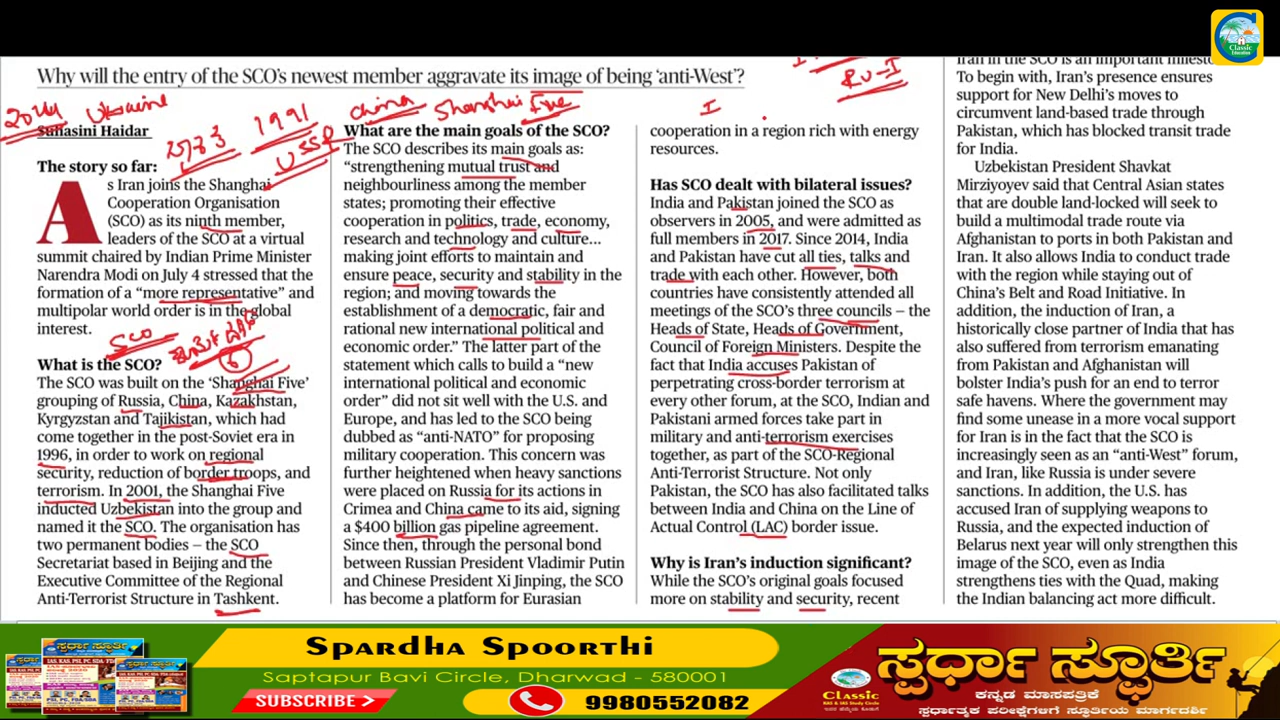 Classic
Education
Why will the entry of the SCO's newest member aggravate its image of being 'anti-West'?
RU-I
2014 Ukraine
1991
USSR
China Shanghai Five
I
Suhasini Haidar
The story so far:
As Iran joins the Shanghai
Cooperation Organisation
(SCO) as its ninth member,
leaders of the SCO at a virtual
summit chaired by Indian Prime Minister
Narendra Modi on July 4 stressed that the
formation of a "more representative" and
multipolar world order is in the global
interest.
SCO
What is the SCO?
The SCO was built on the 'Shanghai Five'
grouping of Russia, China, Kazakhstan,
Kyrgyzstan and Tajikistan, which had
come together in the post-Soviet era in
1996, in order to work on regional
security, reduction of border troops, and
terrorism. In 2001, the Shanghai Five
inducted Uzbekistan into the group and
named it the SCO. The organisation has
two permanent bodies – the SCO
Secretariat based in Beijing and the
Executive Committee of the Regional
Anti-Terrorist Structure in Tashkent.
What are the main goals of the SCO?
The SCO describes its main goals as:
"strengthening mutual trust and
neighbourliness among the member
states; promoting their effective
cooperation in politics, trade, economy,
research and technology and culture...
making joint efforts to maintain and
ensure peace, security and stability in the
region; and moving towards the
establishment of a democratic, fair and
rational new international political and
economic order." The latter part of the
statement which calls to build a "new
international political and economic
order" did not sit well with the U.S. and
Europe, and has led to the SCO being
dubbed as "anti-NATO" for proposing
military cooperation. This concern was
further heightened when heavy sanctions
were placed on Russia for its actions in
Crimea and China came to its aid, signing
a $400 billion gas pipeline agreement.
Since then, through the personal bond
between Russian President Vladimir Putin
and Chinese President Xi Jinping, the SCO
has become a platform for Eurasian
cooperation in a region rich with energy
resources.
Has SCO dealt with bilateral issues?
India and Pakistan joined the SCO as
observers in 2005, and were admitted as
full members in 2017. Since 2014, India
and Pakistan have cut all ties, talks and
trade with each other. However, both
countries have consistently attended all
meetings of the SCO's three councils – the
Heads of State, Heads of Government,
Council of Foreign Ministers. Despite the
fact that India accuses Pakistan of
perpetrating cross-border terrorism at
every other forum, at the SCO, Indian and
Pakistani armed forces take part in
military and anti-terrorism exercises
together, as part of the SCO-Regional
Anti-Terrorist Structure. Not only
Pakistan, the SCO has also facilitated talks
between India and China on the Line of
Actual Control (LAC) border issue.
Why is Iran's induction significant?
While the SCO's original goals focused
more on stability and security, recent
Iran in the SCO is an important milestone.
To begin with, Iran's presence ensures
support for New Delhi's moves to
circumvent land-based trade through
Pakistan, which has blocked transit trade
for India.
Uzbekistan President Shavkat
Mirziyoyev said that Central Asian states
that are double land-locked will seek to
build a multimodal trade route via
Afghanistan to ports in both Pakistan and
Iran. It also allows India to conduct trade
with the region while staying out of
China's Belt and Road Initiative. In
addition, the induction of Iran, a
historically close partner of India that has
also suffered from terrorism emanating
from Pakistan and Afghanistan will
bolster India's push for an end to terror
safe havens. Where the government may
find some unease in a more vocal support
for Iran is in the fact that the SCO is
increasingly seen as an "anti-West" forum,
and Iran, like Russia is under severe
sanctions. In addition, the U.S. has
accused Iran of supplying weapons to
Russia, and the expected induction of
Belarus next year will only strengthen this
image of the SCO, even as India
strengthens ties with the Quad, making
the Indian balancing act more difficult.
Spardha Spoorthi
Saptapur Bavi Circle, Dharwad - 580001
SUBSCRIBE
9980552082
Classic
ಸ್ಪರ್ಧಾ ಸ್ಫೂರ್ತಿ
ಕನ್ನಡ ಮಾಸಪತ್ರಿಕೆ
ಸ್ಪರ್ಧಾತ್ಮಕ ಪರೀಕ್ಷೆಗಳಿಗೆ ಸ್ಫೂರ್ತಿಯ ಮಾರ್ಗದರ್ಶಿ